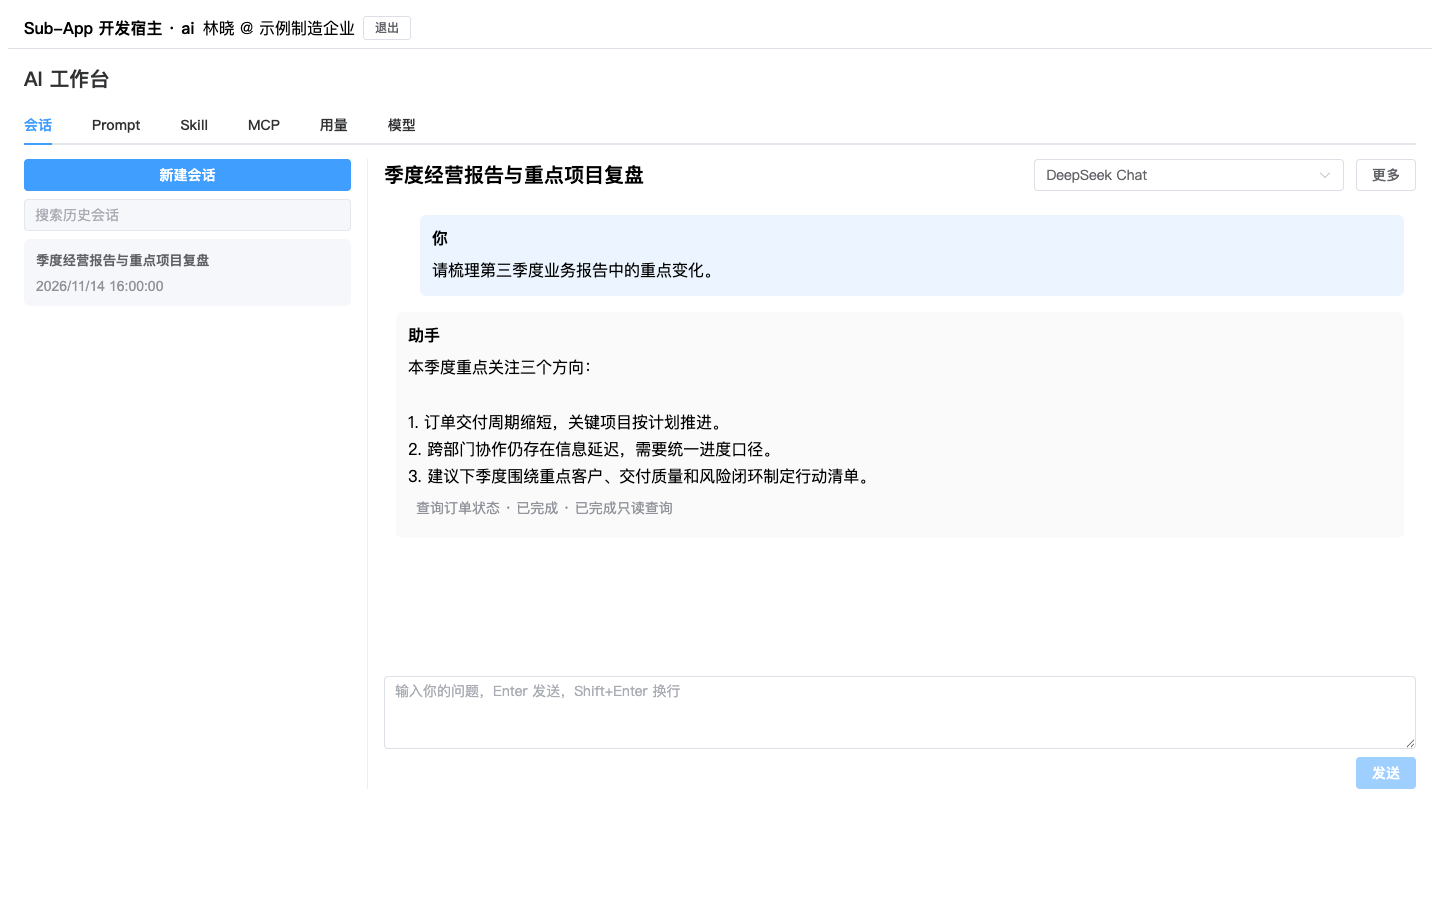 Sub-App 开发宿主 · ai 林晓 @ 示例制造企业 退出
AI 工作台
会话 Prompt Skill MCP 用量 模型
新建会话
搜索历史会话
季度经营报告与重点项目复盘
2026/11/14 16:00:00
季度经营报告与重点项目复盘
DeepSeek Chat
更多
你
请梳理第三季度业务报告中的重点变化。
助手
本季度重点关注三个方向：
1. 订单交付周期缩短，关键项目按计划推进。
2. 跨部门协作仍存在信息延迟，需要统一进度口径。
3. 建议下季度围绕重点客户、交付质量和风险闭环制定行动清单。
查询订单状态 · 已完成 · 已完成只读查询
输入你的问题，Enter 发送，Shift+Enter 换行
发送